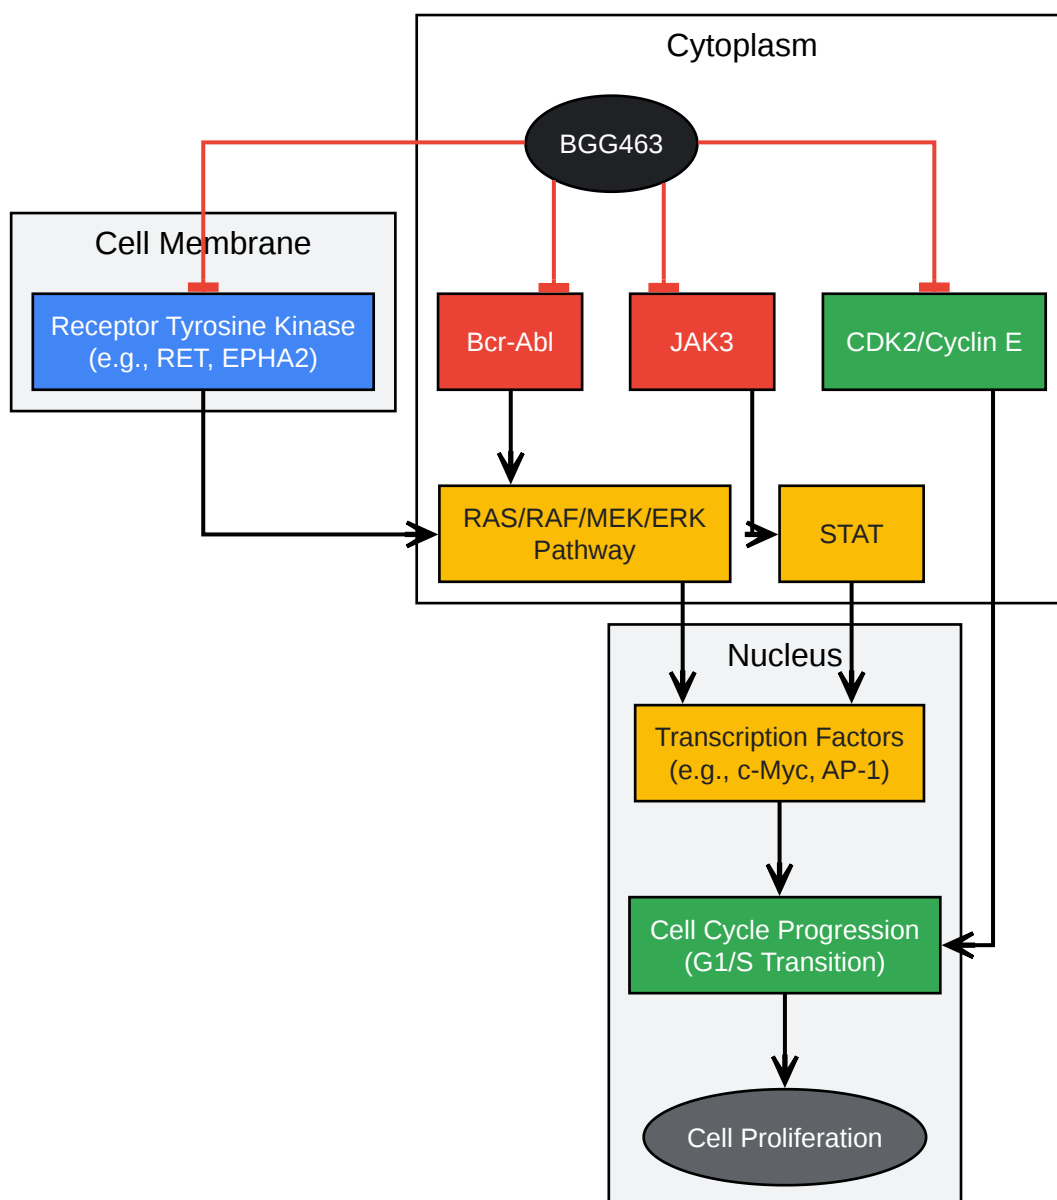 Cytoplasm
BGG463
Cell Membrane
Receptor Tyrosine Kinase
(e.g., RET, EPHA2)
Bcr-Abl
JAK3
CDK2/Cyclin E
RAS/RAF/MEK/ERK
Pathway
STAT
Nucleus
Transcription Factors
(e.g., c-Myc, AP-1)
Cell Cycle Progression
(G1/S Transition)
Cell Proliferation